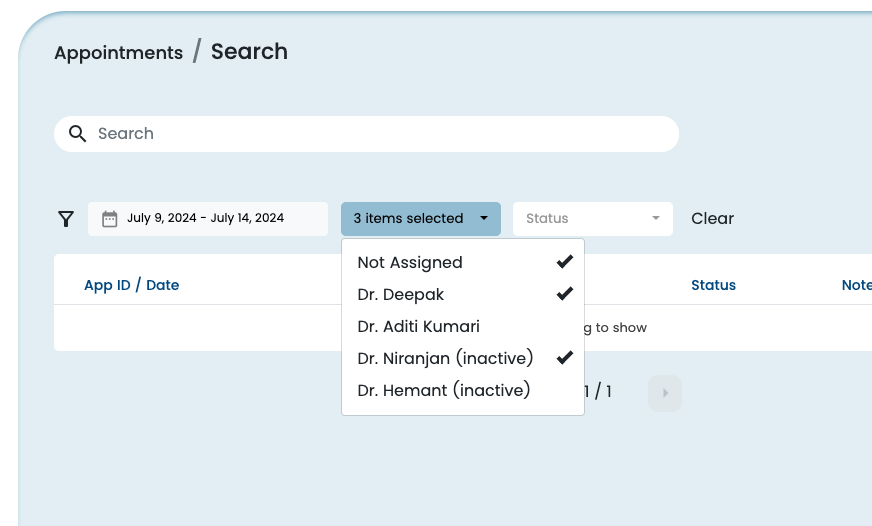 Appointments / Search
Search
July 9, 2024 - July 14, 2024 3 items selected Status Clear
Not Assigned
App ID / Date Status Note
Dr. Deepak
Dr. Aditi Kumari
g to show
Dr. Niranjan (inactive)
Dr. Hemant (inactive)
1 / 1